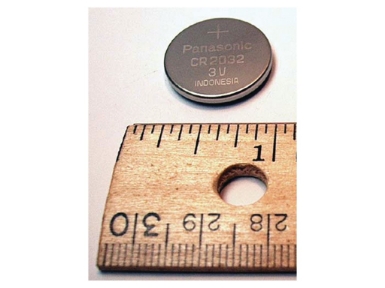 +
Panasonic
CR2032
3V
INDONESIA
1
30 29 28